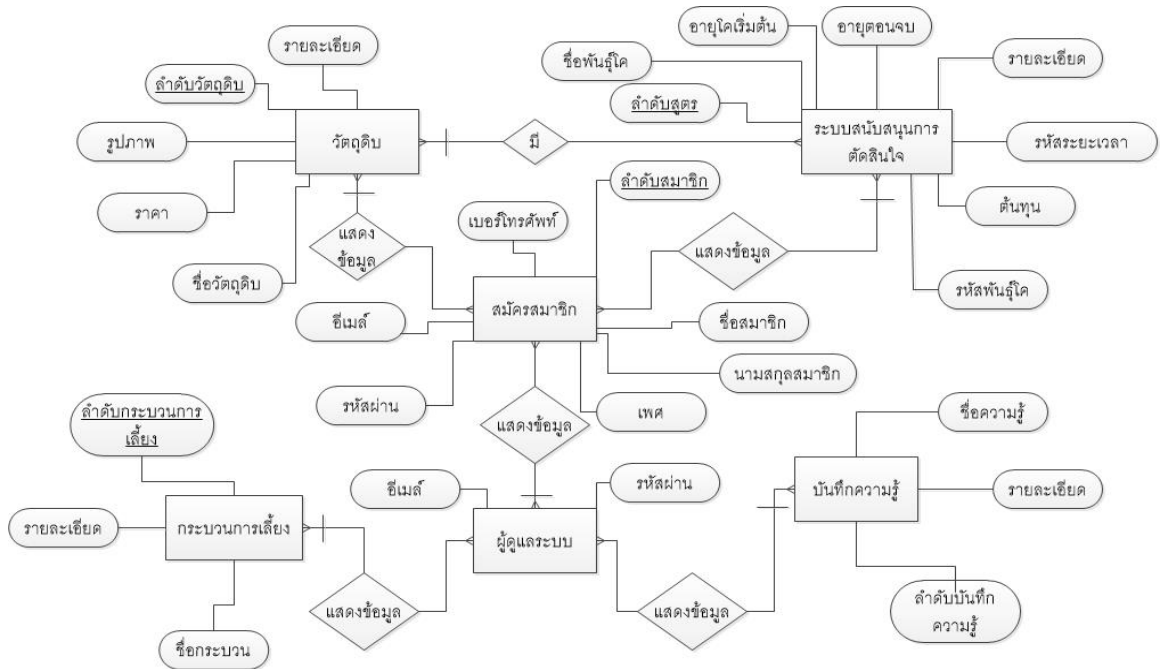 อายุโคเริ่มต้น
อายุตอนจบ
รายละเอียด
ชื่อพันธุ์โค
รายละเอียด
ลำดับวัตถุดิบ
ลำดับสูตร
รูปภาพ
วัตถุดิบ
มี
ระบบสนับสนุนการ
ตัดสินใจ
รหัสระยะเวลา
ลำดับสมาชิก
ราคา
เบอร์โทรศัพท์
ต้นทุน
แสดง
ข้อมูล
แสดงข้อมูล
ชื่อวัตถุดิบ
รหัสพันธุ์โค
อีเมล์
สมัครสมาชิก
ชื่อสมาชิก
นามสกุลสมาชิก
รหัสผ่าน
เพศ
ลำดับกระบวนการ
เลี้ยง
แสดงข้อมูล
ชื่อความรู้
อีเมล์
รหัสผ่าน
บันทึกความรู้
รายละเอียด
รายละเอียด
กระบวนการเลี้ยง
ผู้ดูแลระบบ
แสดงข้อมูล
แสดงข้อมูล
ลำดับบันทึก
ความรู้
ชื่อกระบวน